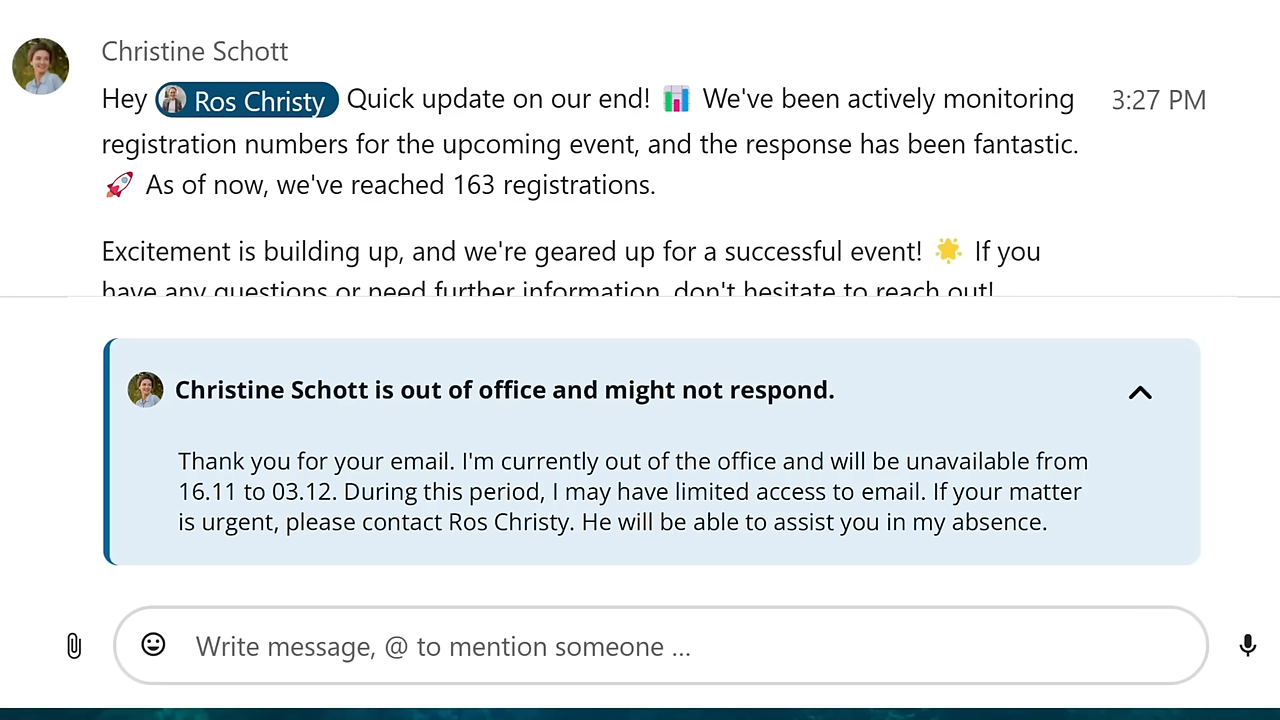 Christine Schott
Hey Ros Christy Quick update on our end! 📊 We've been actively monitoring
3:27 PM
registration numbers for the upcoming event, and the response has been fantastic.
🚀 As of now, we've reached 163 registrations.
Excitement is building up, and we're geared up for a successful event! 🌟 If you
have any questions or need further information, don't hesitate to reach out!
Christine Schott is out of office and might not respond.
Thank you for your email. I'm currently out of the office and will be unavailable from
16.11 to 03.12. During this period, I may have limited access to email. If your matter
is urgent, please contact Ros Christy. He will be able to assist you in my absence.
Write message, @ to mention someone ...